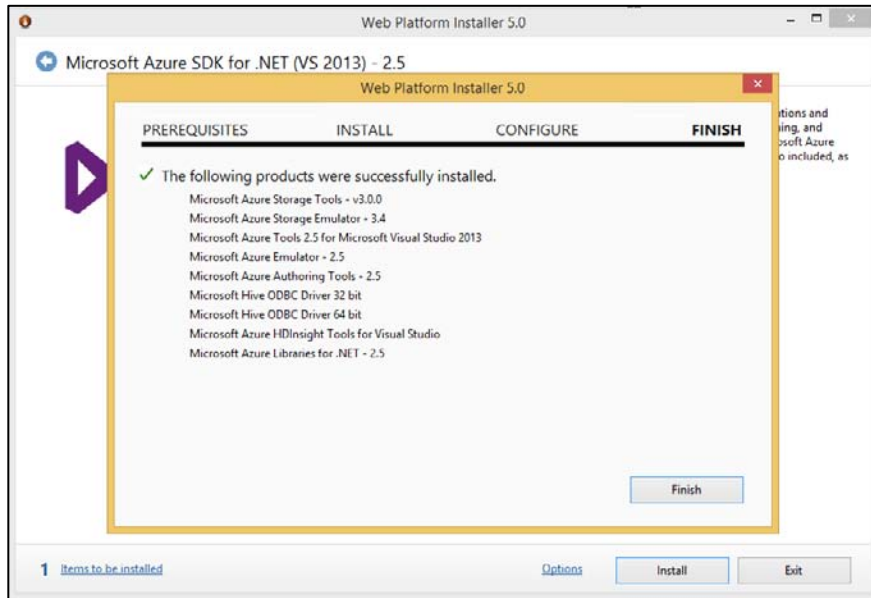 Web Platform Installer 5.0
Microsoft Azure SDK for .NET (VS 2013) - 2.5
Web Platform Installer 5.0
PREREQUISITES INSTALL CONFIGURE FINISH
The following products were successfully installed.
Microsoft Azure Storage Tools - v3.0.0
Microsoft Azure Storage Emulator - 3.4
Microsoft Azure Tools 2.5 for Microsoft Visual Studio 2013
Microsoft Azure Emulator - 2.5
Microsoft Azure Authoring Tools - 2.5
Microsoft Hive ODBC Driver 32 bit
Microsoft Hive ODBC Driver 64 bit
Microsoft Azure HDInsight Tools for Visual Studio
Microsoft Azure Libraries for .NET - 2.5
and
and
Azure
included, as
Finish
1 Items to be installed Options Install Exit